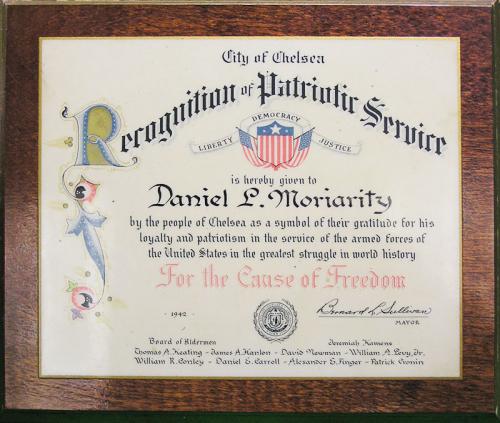 City of Chelsea
Recognition of Patriotic Service
LIBERTY DEMOCRACY JUSTICE
is hereby given to
Daniel L. Moriarity
by the people of Chelsea as a symbol of their gratitude for his
loyalty and patriotism in the service of the armed forces of
the United States in the greatest struggle in world history
For the Cause of Freedom
1942
Bernard L Sullivan
MAYOR
Board of Aldermen
Jeremiah Kamens
Thomas A. Keating - James A. Hanlon - David Newman - William A. Levy, Jr.
William R. Conley - Daniel E. Carroll - Alexander S. Finger - Patrick Cronin